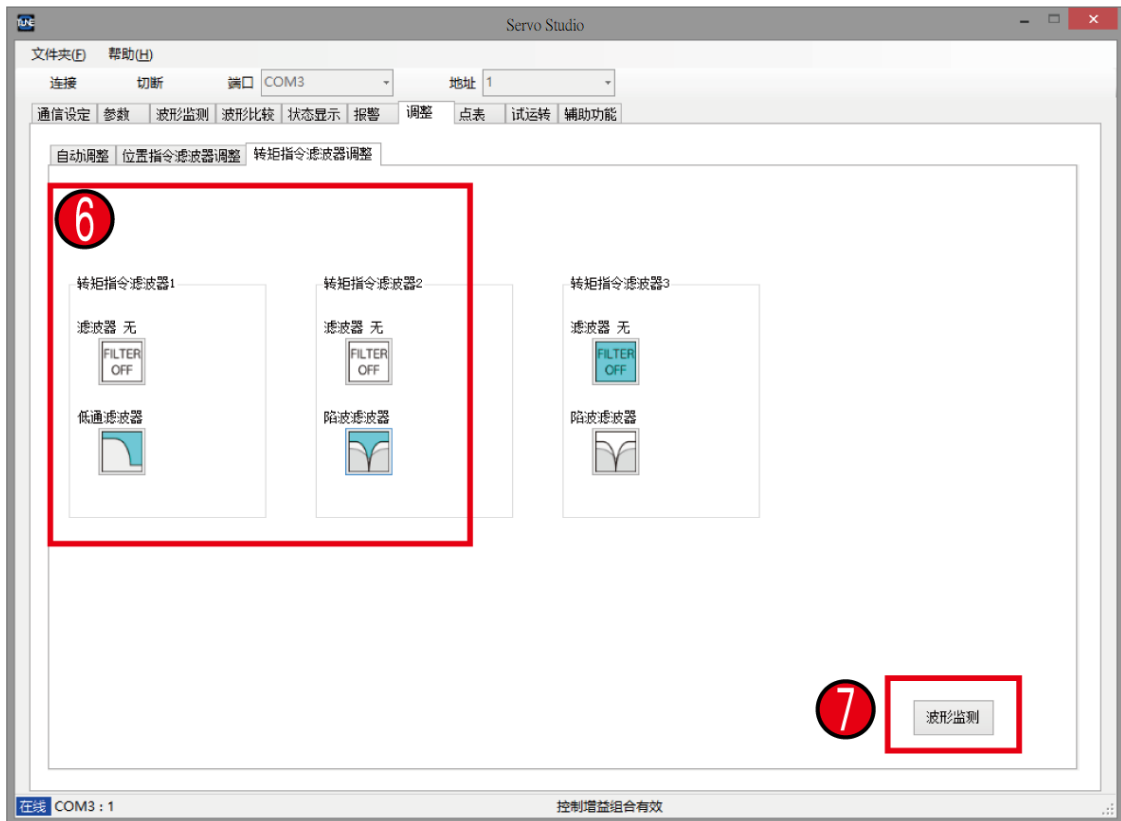 TUNE
Servo Studio
文件夹(F) 帮助(H)
连接 切断 端口 COM3 地址 1
通信设定 参数 波形监测 波形比较 状态显示 报警 调整 点表 试运转 辅助功能
自动调整 位置指令滤波器调整 转矩指令滤波器调整
6
转矩指令滤波器1 转矩指令滤波器2 转矩指令滤波器3
滤波器 无 滤波器 无 滤波器 无
FILTER FILTER FILTER
OFF OFF OFF
低通滤波器 陷波滤波器 陷波滤波器
7
波形监测
在线 COM3 : 1 控制增益组合有效